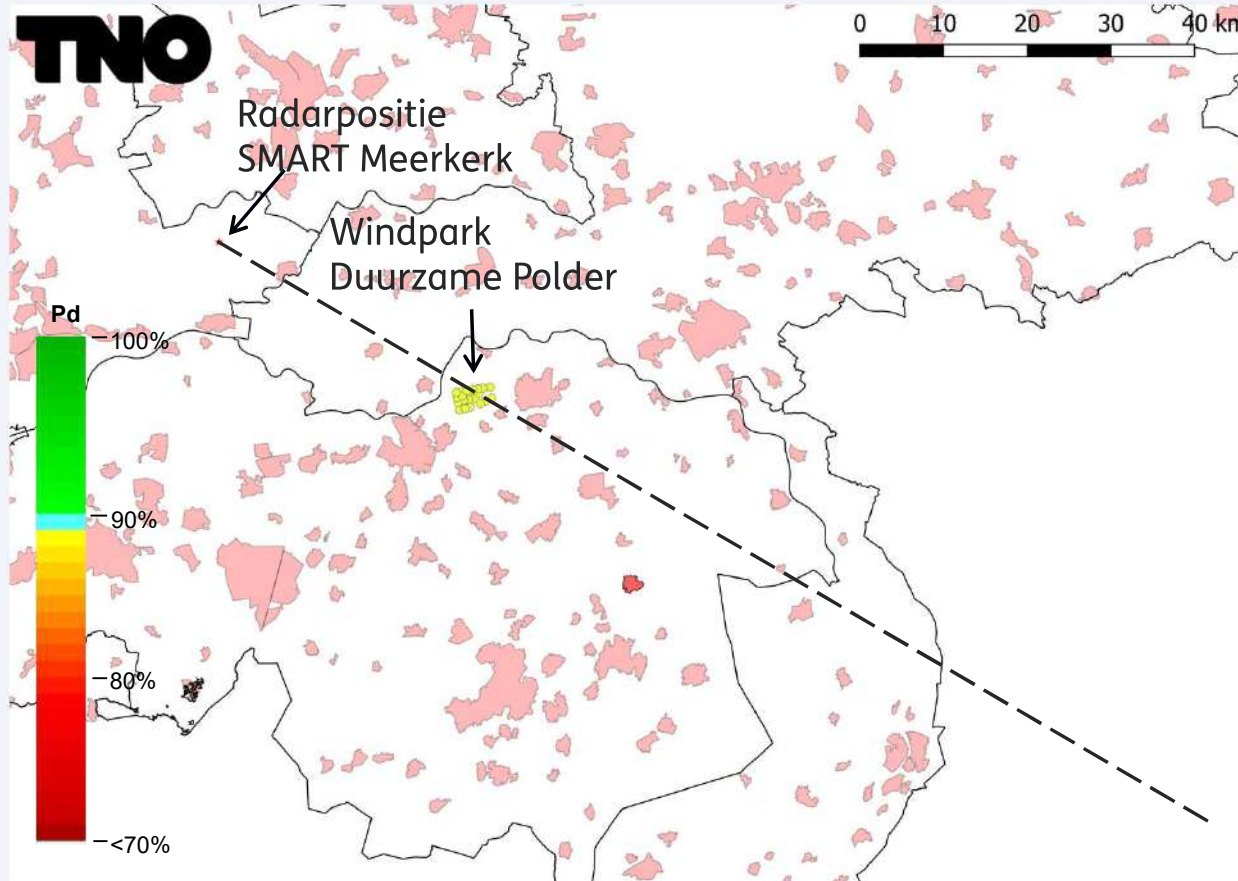 TNO
0 10 20 30 40 km
Radarpositie
SMART Meerkerk
Windpark
Duurzame Polder
Pd
100%
90%
80%
<70%